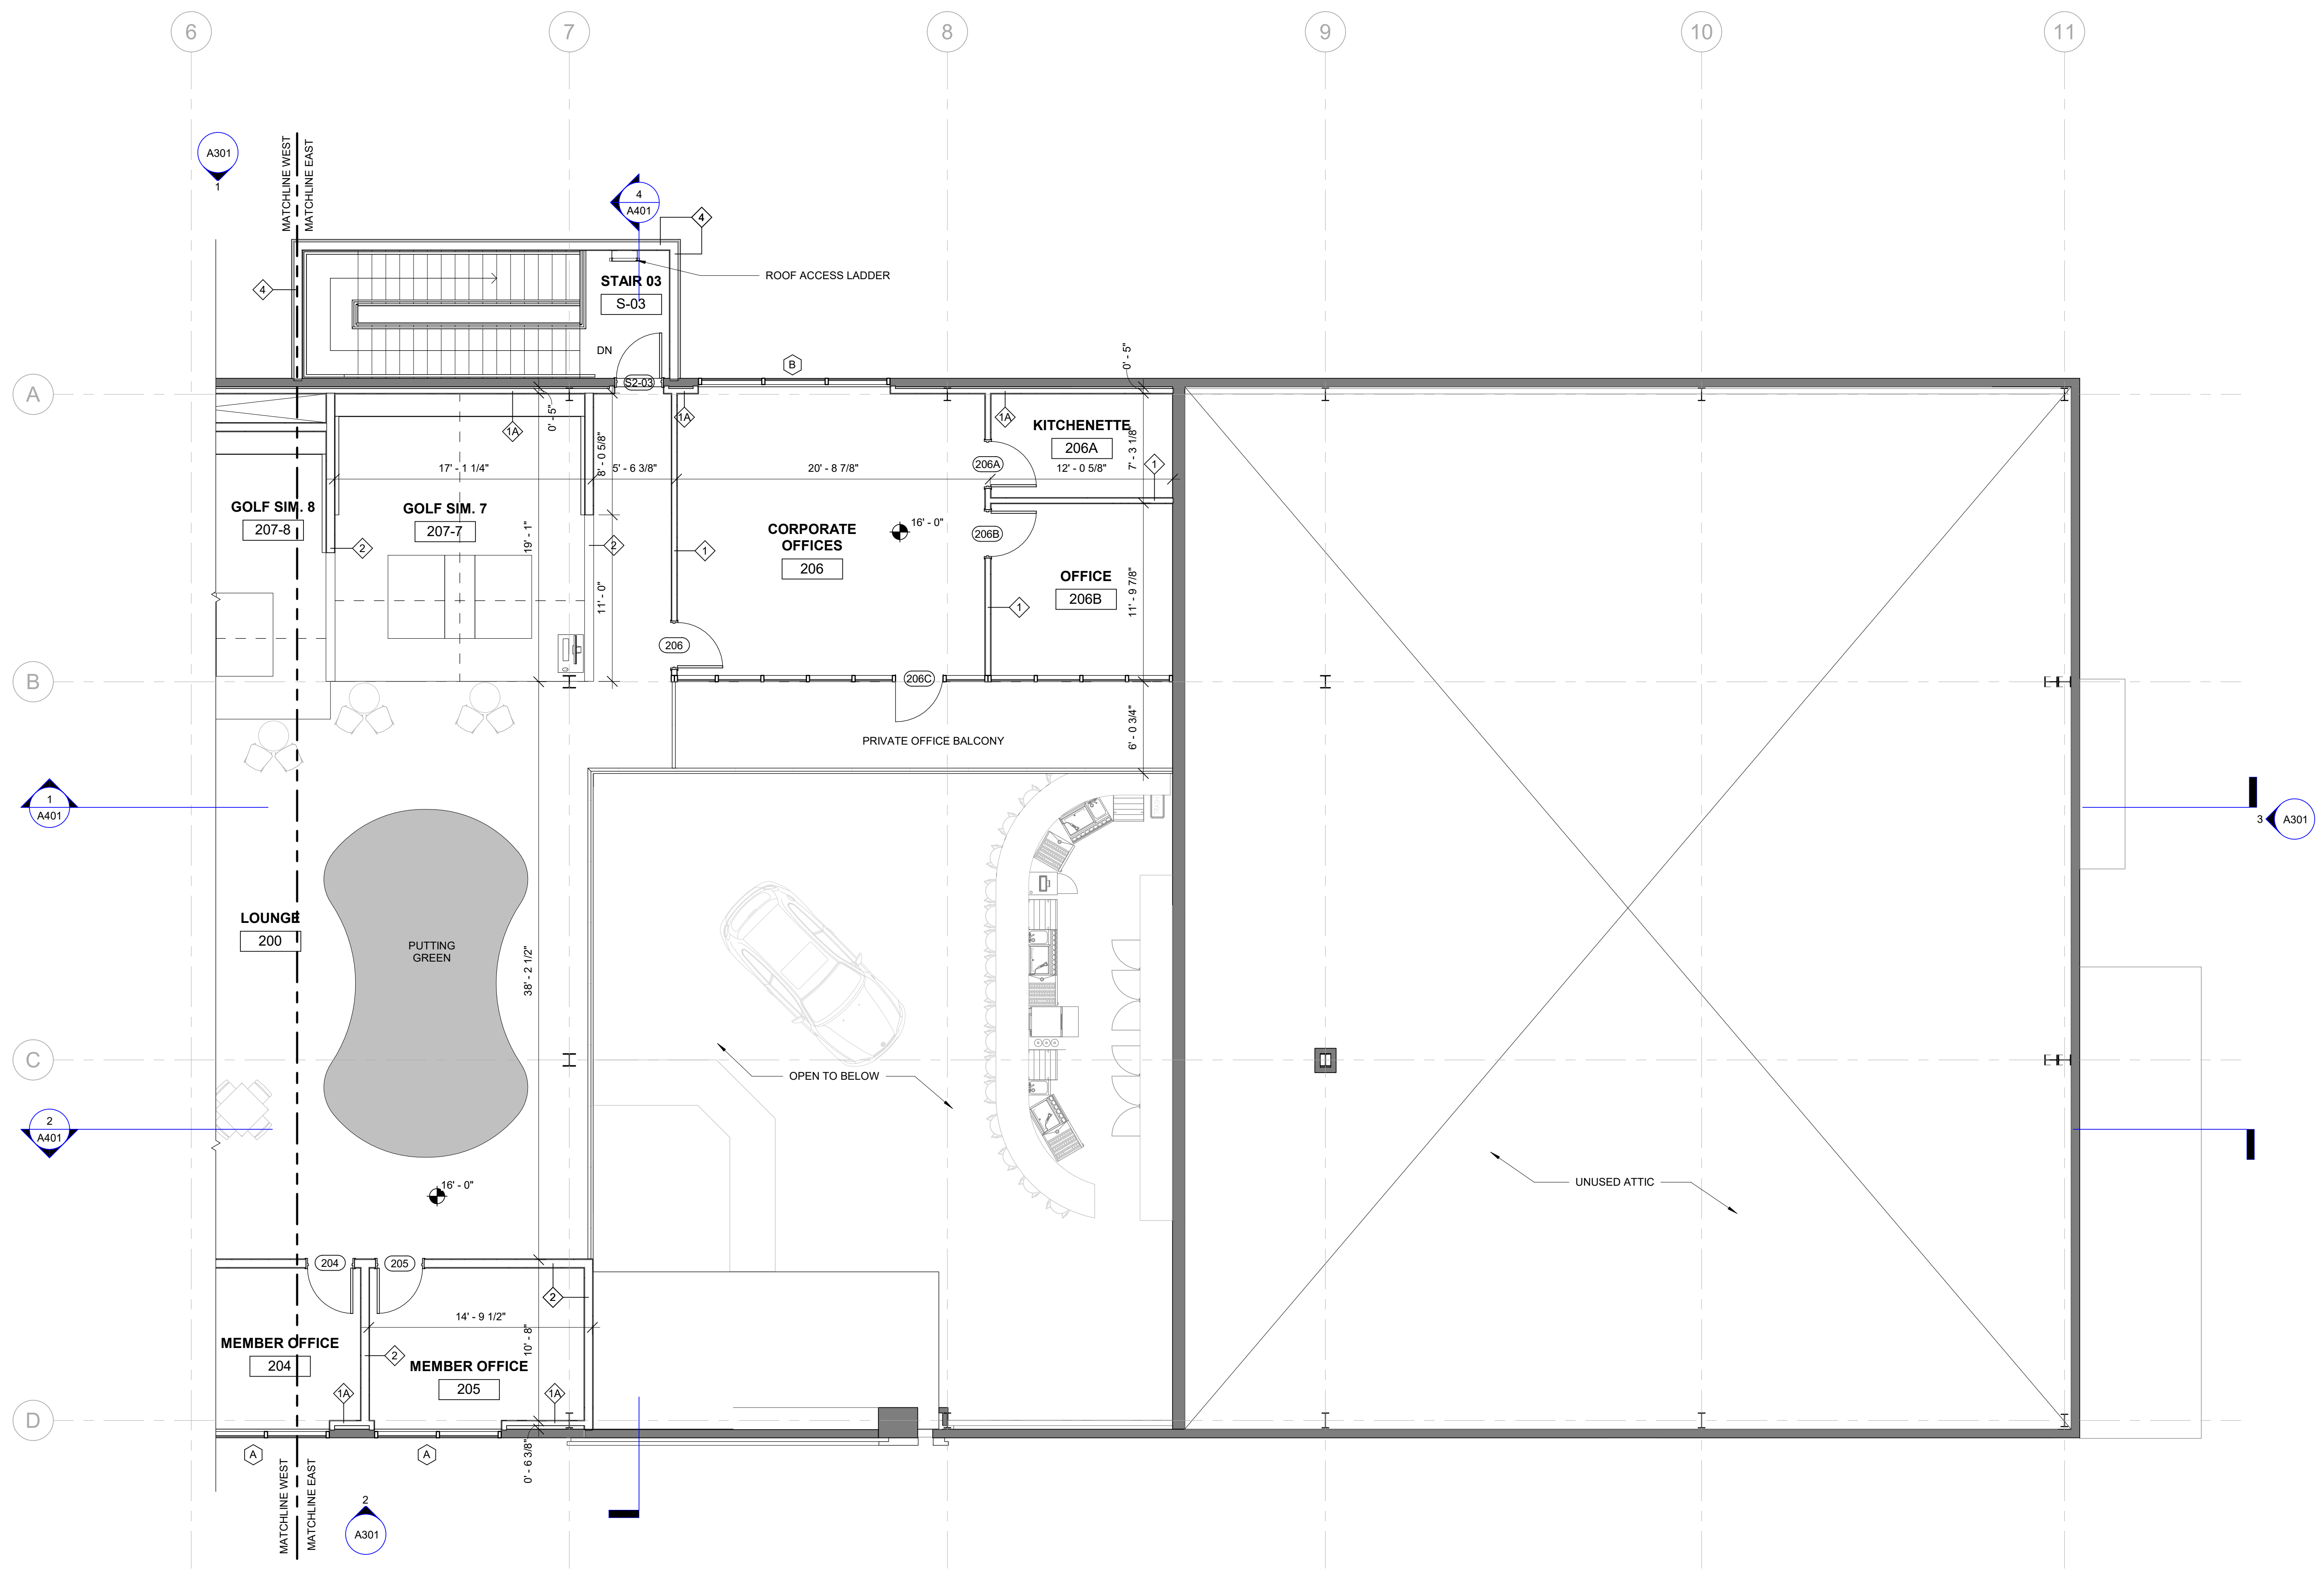 6
7
8
9
10
11
A301
1
MATCHLINE WEST
MATCHLINE EAST
4
A401
4
ROOF ACCESS LADDER
STAIR 03
S-03
4
DN
B
S2-03
0' - 5"
A
1A
0' - 5"
1A
1A
KITCHENETTE
206A
7' - 3 1/8"
8' - 0 5/8"
17' - 1 1/4"
5' - 6 3/8"
20' - 8 7/8"
206A
12' - 0 5/8"
1
GOLF SIM. 8
207-8
GOLF SIM. 7
207-7
19' - 1"
2
2
1
CORPORATE
OFFICES
206
16' - 0"
206B
OFFICE
206B
11' - 9 7/8"
1
11' - 0"
206
B
206C
PRIVATE OFFICE BALCONY
6' - 0 3/4"
1
A401
3
A301
LOUNGE
200
PUTTING
GREEN
38' - 2 1/2"
C
OPEN TO BELOW
2
A401
UNUSED ATTIC
16' - 0"
204
205
2
14' - 9 1/2"
10' - 8"
MEMBER OFFICE
204
2
MEMBER OFFICE
205
1A
1A
D
A
A
0' - 6 3/8"
MATCHLINE WEST
MATCHLINE EAST
2
A301